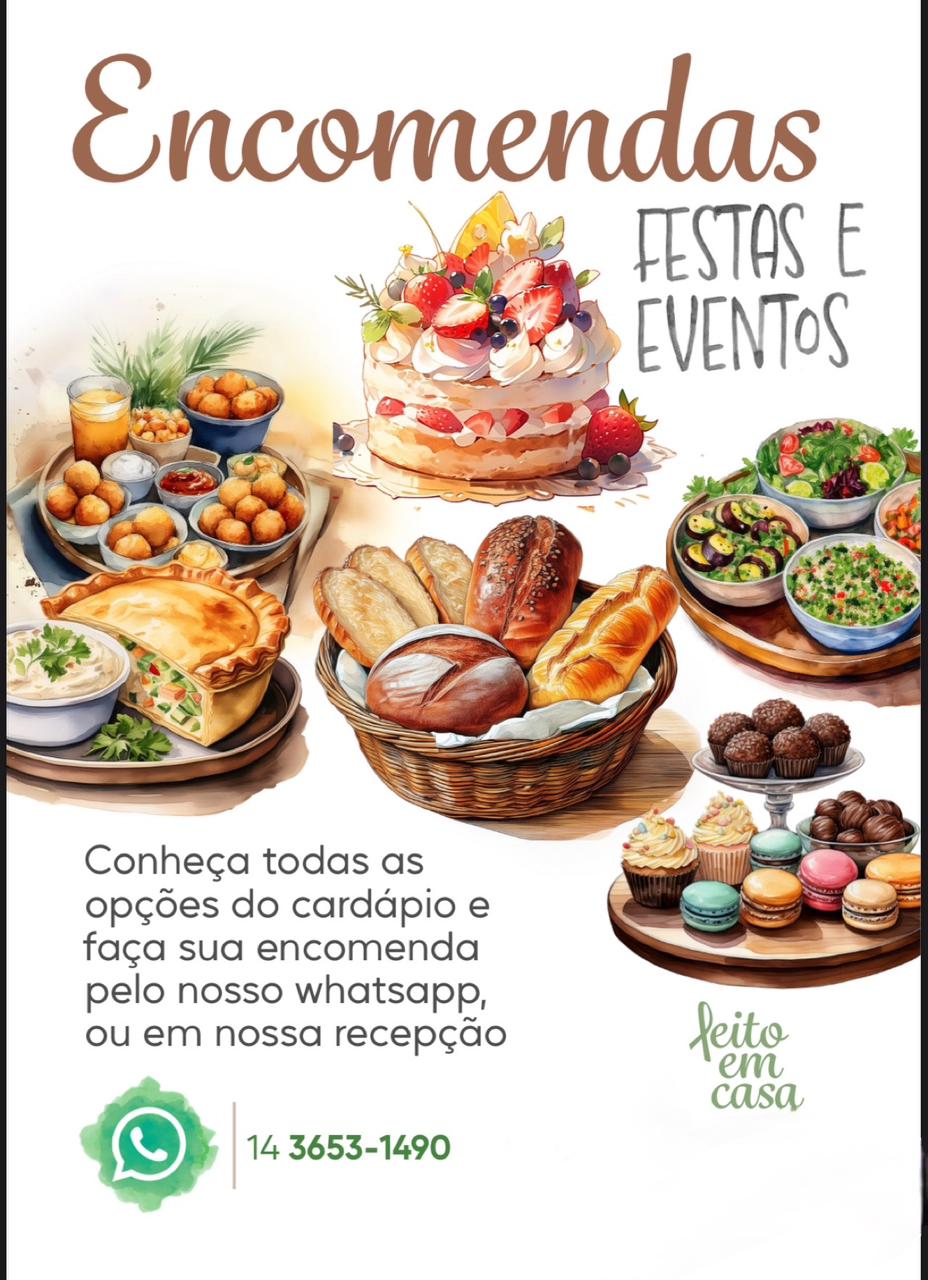 Encomendas
FESTAS E
EVENTOS
Conheça todas as
opções do cardápio e
faça sua encomenda
pelo nosso whatsapp,
ou em nossa recepção
feito
em
casa
14 3653-1490